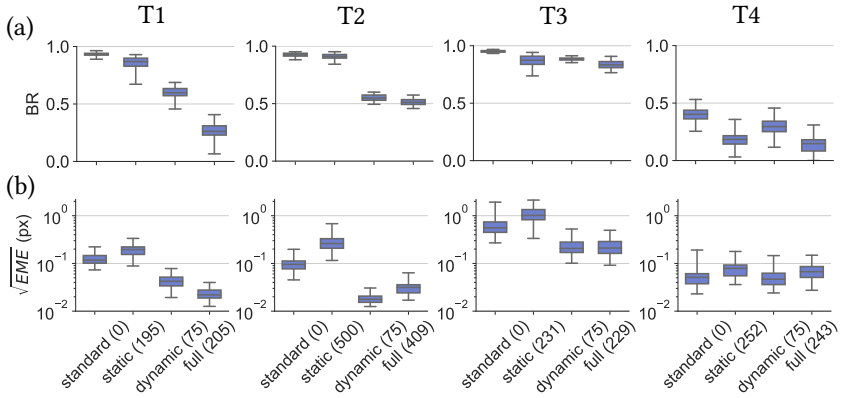 T1 T2 T3 T4
(a)
BR
1.0 1.0 1.0 1.0
0.5 0.5 0.5 0.5
0.0 0.0 0.0 0.0
(b)
√EME (px)
10⁰ 10⁰ 10⁰ 10⁰
10⁻¹ 10⁻¹ 10⁻¹ 10⁻¹
10⁻² 10⁻² 10⁻² 10⁻²
standard (0)
static (195)
dynamic (75)
full (205)
standard (0)
static (500)
dynamic (75)
full (409)
standard (0)
static (231)
dynamic (75)
full (229)
standard (0)
static (252)
dynamic (75)
full (243)